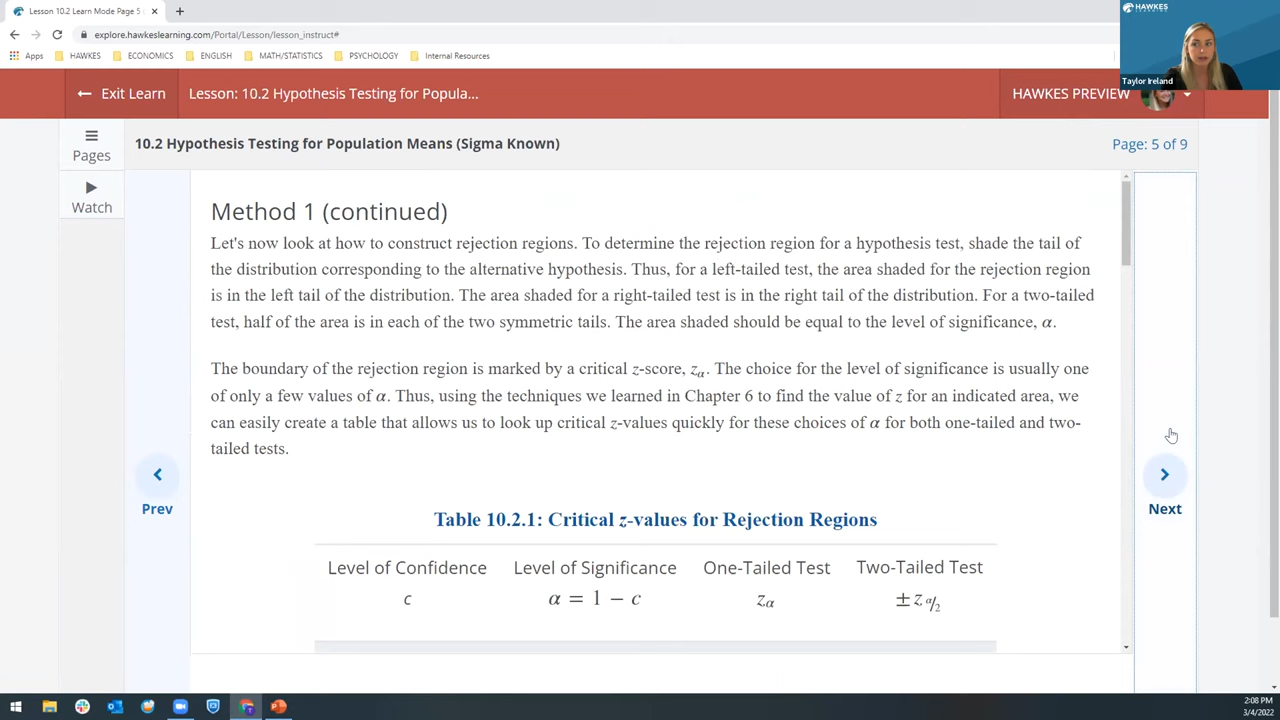 Lesson 10.2 Learn Mode Page 5
explore.hawkeslearning.com/Portal/Lesson/lesson_instruct#
Apps HAWKES ECONOMICS ENGLISH MATH/STATISTICS PSYCHOLOGY Internal Resources
HAWKES LEARNING
Taylor Ireland
Exit Learn Lesson: 10.2 Hypothesis Testing for Popula... HAWKES PREVIEW
Pages
Watch
10.2 Hypothesis Testing for Population Means (Sigma Known) Page: 5 of 9
Method 1 (continued)
Let's now look at how to construct rejection regions. To determine the rejection region for a hypothesis test, shade the tail of
the distribution corresponding to the alternative hypothesis. Thus, for a left-tailed test, the area shaded for the rejection region
is in the left tail of the distribution. The area shaded for a right-tailed test is in the right tail of the distribution. For a two-tailed
test, half of the area is in each of the two symmetric tails. The area shaded should be equal to the level of significance, α.
The boundary of the rejection region is marked by a critical z-score, zα. The choice for the level of significance is usually one
of only a few values of α. Thus, using the techniques we learned in Chapter 6 to find the value of z for an indicated area, we
can easily create a table that allows us to look up critical z-values quickly for these choices of α for both one-tailed and two-
tailed tests.
Prev
Next
Table 10.2.1: Critical z-values for Rejection Regions
Level of Confidence Level of Significance One-Tailed Test Two-Tailed Test
c α = 1 − c zα ±zα/2
2:08 PM
3/4/2022